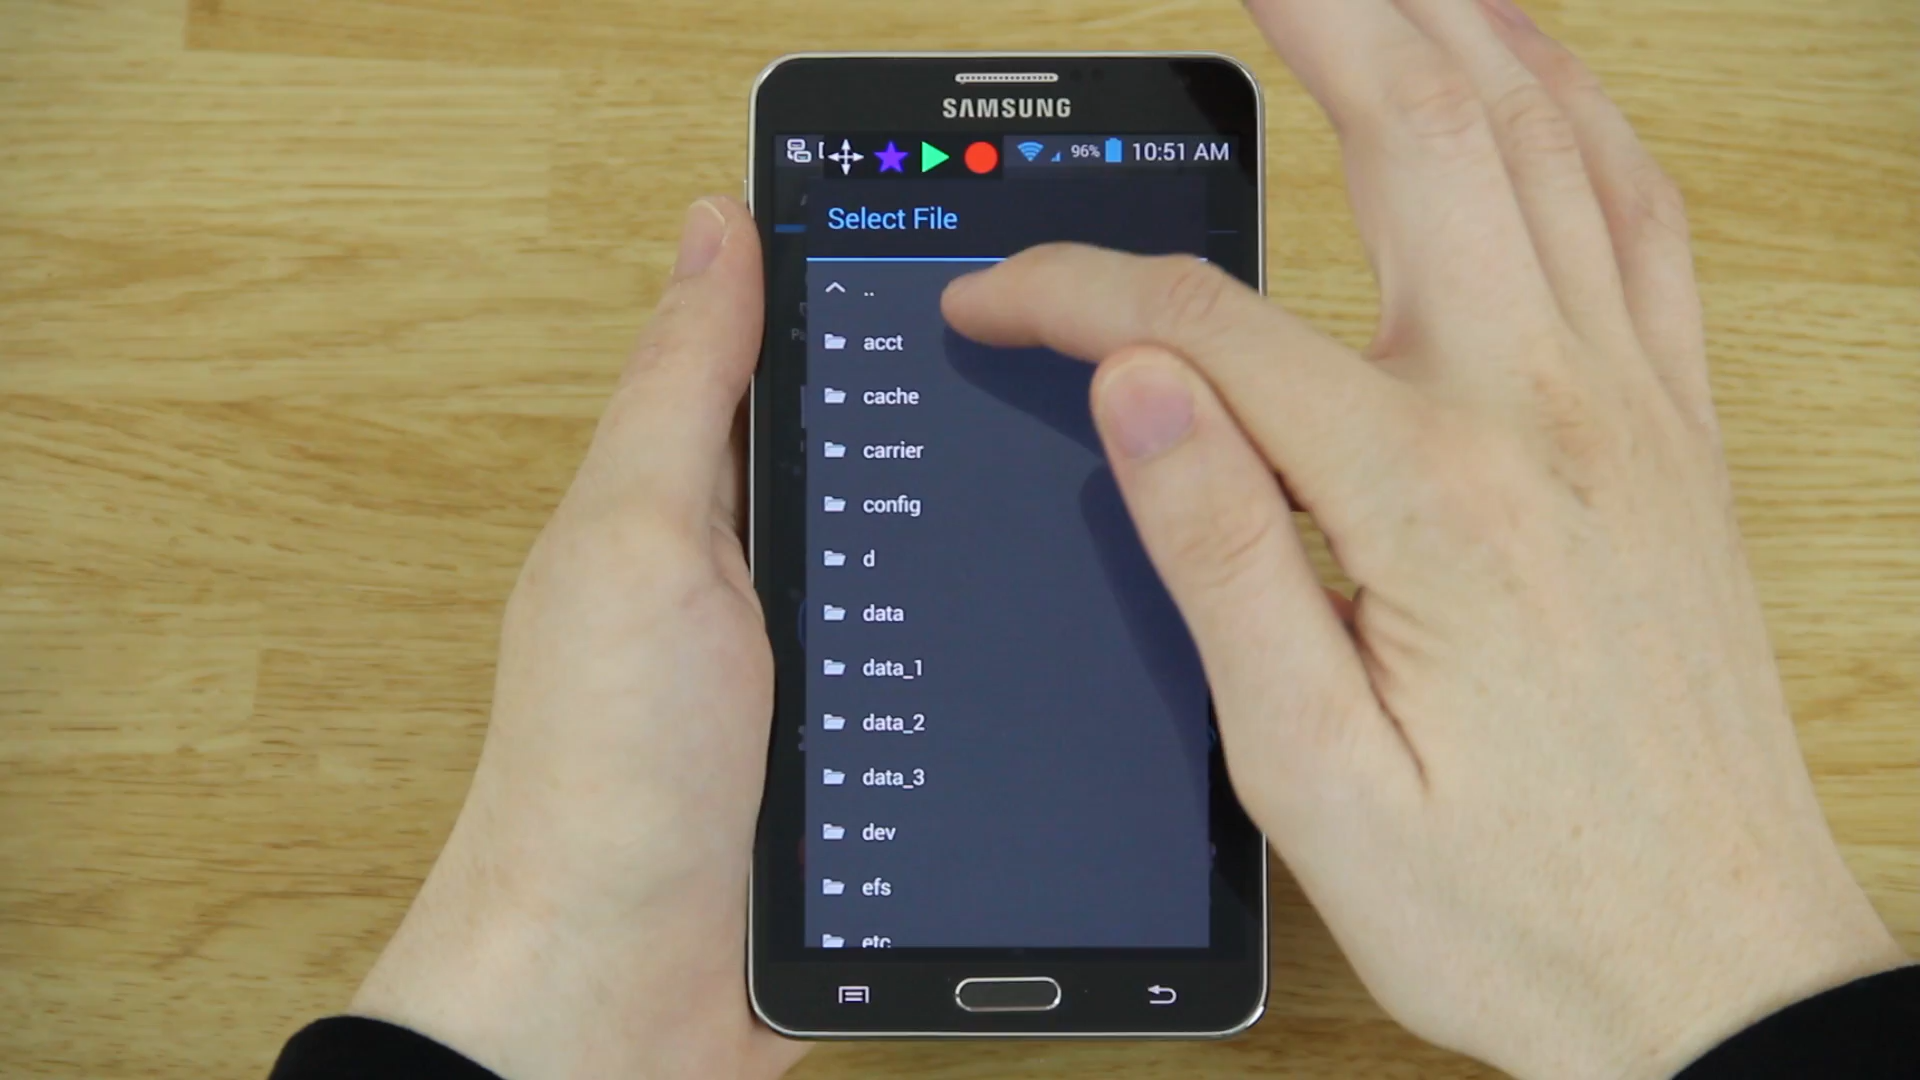 SAMSUNG
96% 10:51 AM
Select File
..
acct
cache
carrier
config
d
data
data_1
data_2
data_3
dev
efs
etc